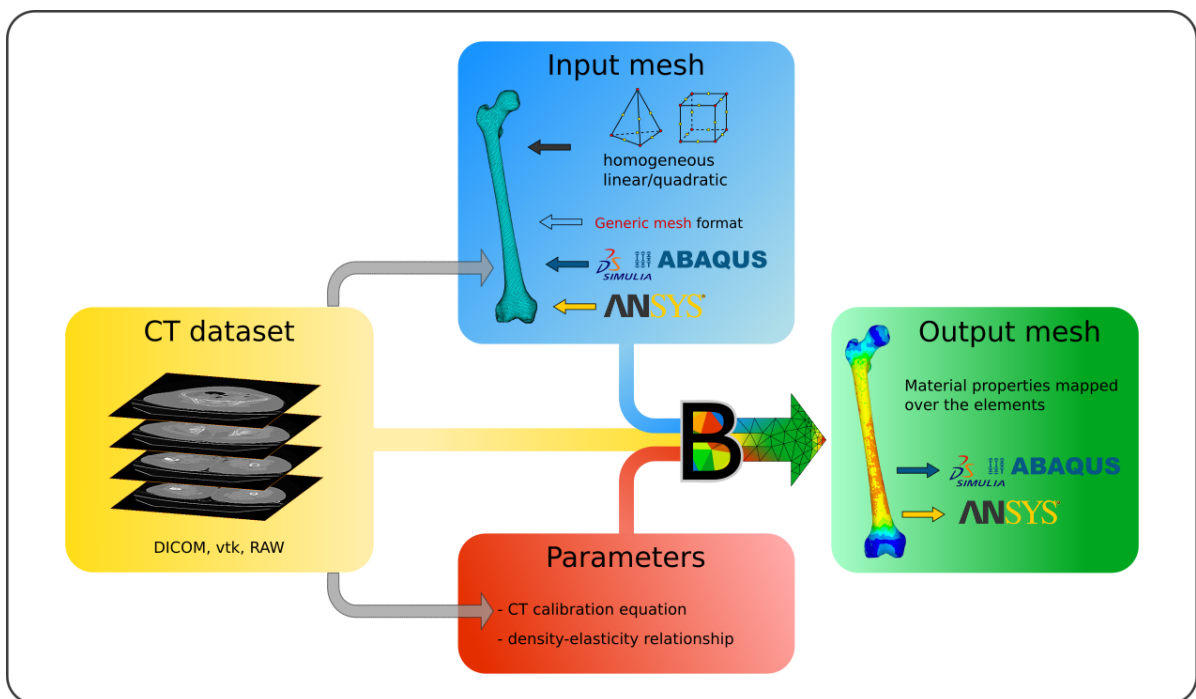 Input mesh
homogeneous
linear/quadratic
Generic mesh format
SIMULIA ABAQUS
ANSYS
CT dataset
DICOM, vtk, RAW
B
Parameters
- CT calibration equation
- density-elasticity relationship
Output mesh
Material properties mapped
over the elements
SIMULIA ABAQUS
ANSYS